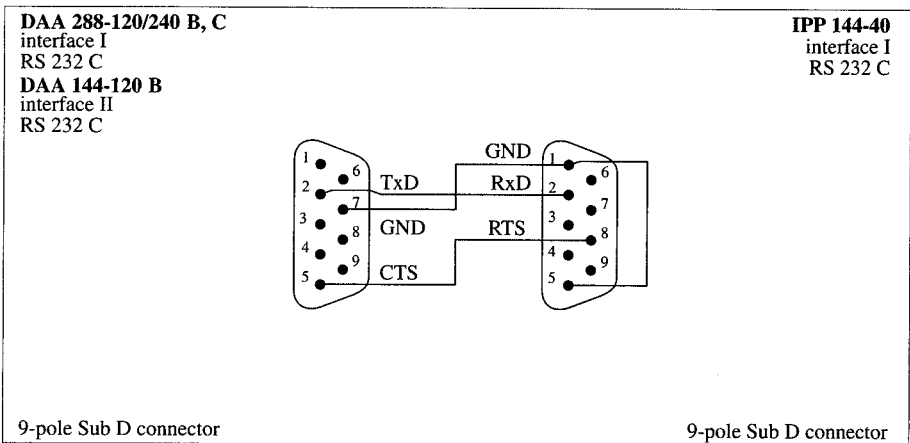 DAA 288-120/240 B, C
interface I
RS 232 C
DAA 144-120 B
interface II
RS 232 C
IPP 144-40
interface I
RS 232 C
GND
1
6
2
TxD
7
3
GND
8
4
9
5
CTS
1
6
RxD
2
7
3
RTS
8
4
9
5
9-pole Sub D connector
9-pole Sub D connector